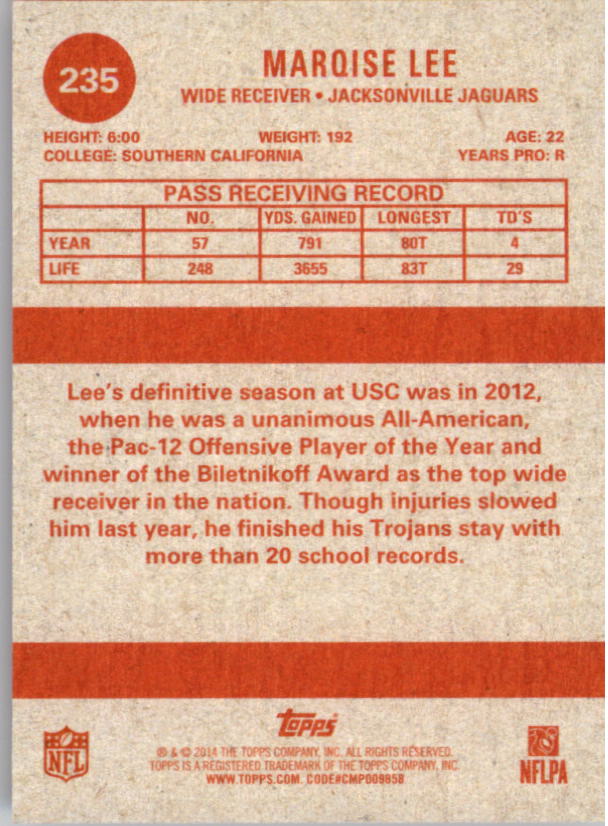 235
MARQISE LEE
WIDE RECEIVER • JACKSONVILLE JAGUARS
HEIGHT: 6:00 WEIGHT: 192 AGE: 22
COLLEGE: SOUTHERN CALIFORNIA YEARS PRO: R
PASS RECEIVING RECORD
NO. YDS. GAINED LONGEST TD'S
YEAR 57 791 80T 4
LIFE 248 3655 83T 29
Lee's definitive season at USC was in 2012,
when he was a unanimous All-American,
the Pac-12 Offensive Player of the Year and
winner of the Biletnikoff Award as the top wide
receiver in the nation. Though injuries slowed
him last year, he finished his Trojans stay with
more than 20 school records.
topps
® & © 2014 THE TOPPS COMPANY, INC. ALL RIGHTS RESERVED.
TOPPS IS A REGISTERED TRADEMARK OF THE TOPPS COMPANY, INC.
WWW.TOPPS.COM. CODE#CMP009858
NFL
NFLPA